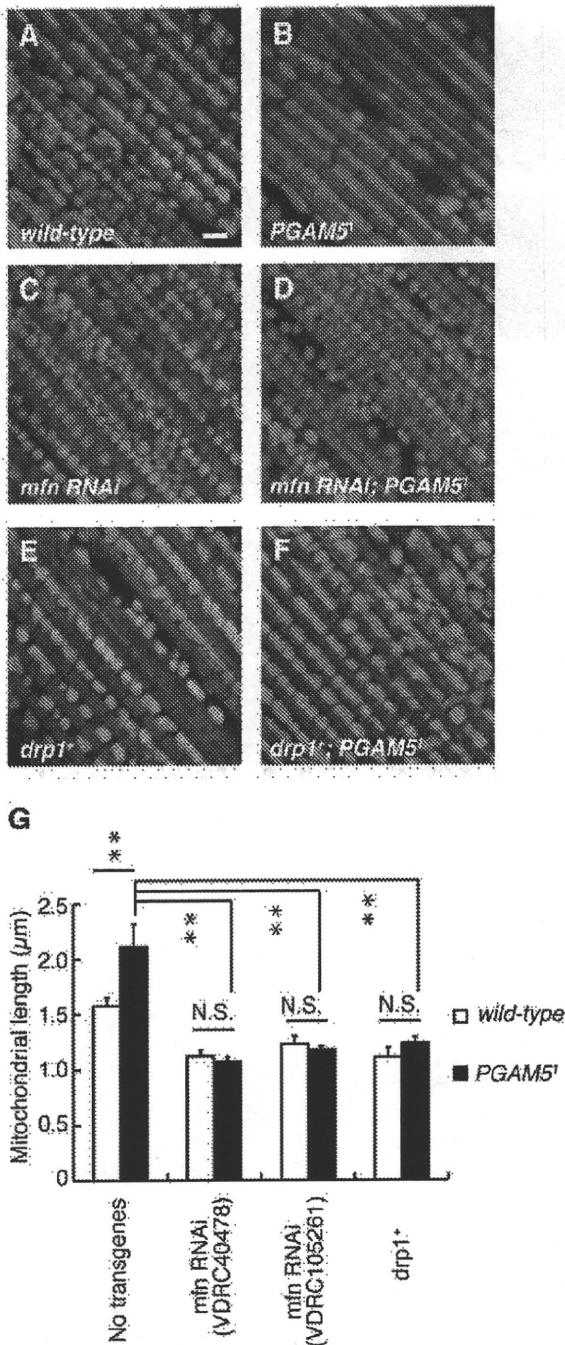 A
B
wild-type
PGAM5¹
C
D
mfn RNAi
mfn RNAi; PGAM5¹
E
F
drp1⁺
drp1⁺; PGAM5¹
G
**
2.5
**
**
**
2.0
N.S.
N.S.
N.S.
wild-type
1.5
PGAM5¹
1.0
0.5
0
Mitochondrial length (µm)
No transgenes
mfn RNAi
(VDRC40478)
mfn RNAi
(VDRC105261)
drp1⁺